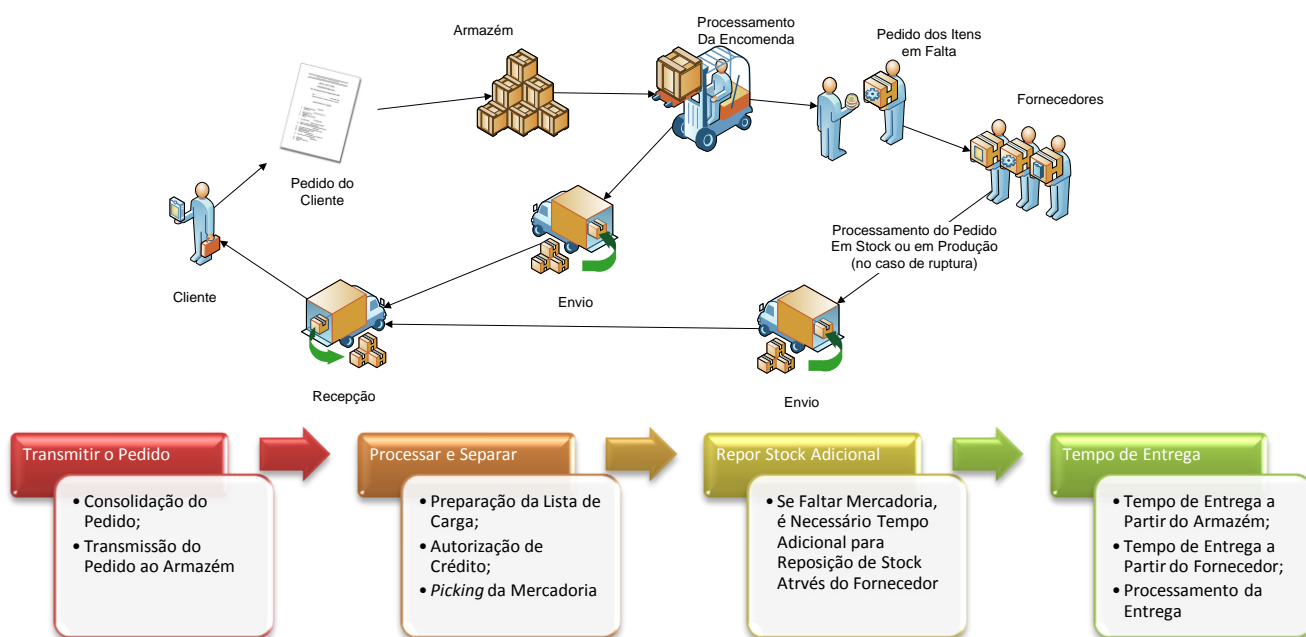 Armazém
Processamento
Da Encomenda
Pedido dos Itens
em Falta
Fornecedores
Pedido do
Cliente
Processamento do Pedido
Em Stock ou em Produção
(no caso de ruptura)
Cliente
Envio
Recepção
Envio
Transmitir o Pedido
• Consolidação do
Pedido;
• Transmissão do
Pedido ao Armazém
Processar e Separar
• Preparação da Lista de
Carga;
• Autorização de
Crédito;
• Picking da Mercadoria
Repor Stock Adicional
• Se Faltar Mercadoria,
é Necessário Tempo
Adicional para
Reposição de Stock
Atrvés do Fornecedor
Tempo de Entrega
• Tempo de Entrega a
Partir do Armazém;
• Tempo de Entrega a
Partir do Fornecedor;
• Processamento da
Entrega